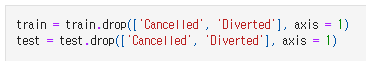 train = train.drop(['Cancelled', 'Diverted'], axis = 1)
test = test.drop(['Cancelled', 'Diverted'], axis = 1)